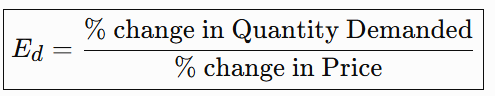 E_d = % change in Quantity Demanded / % change in Price